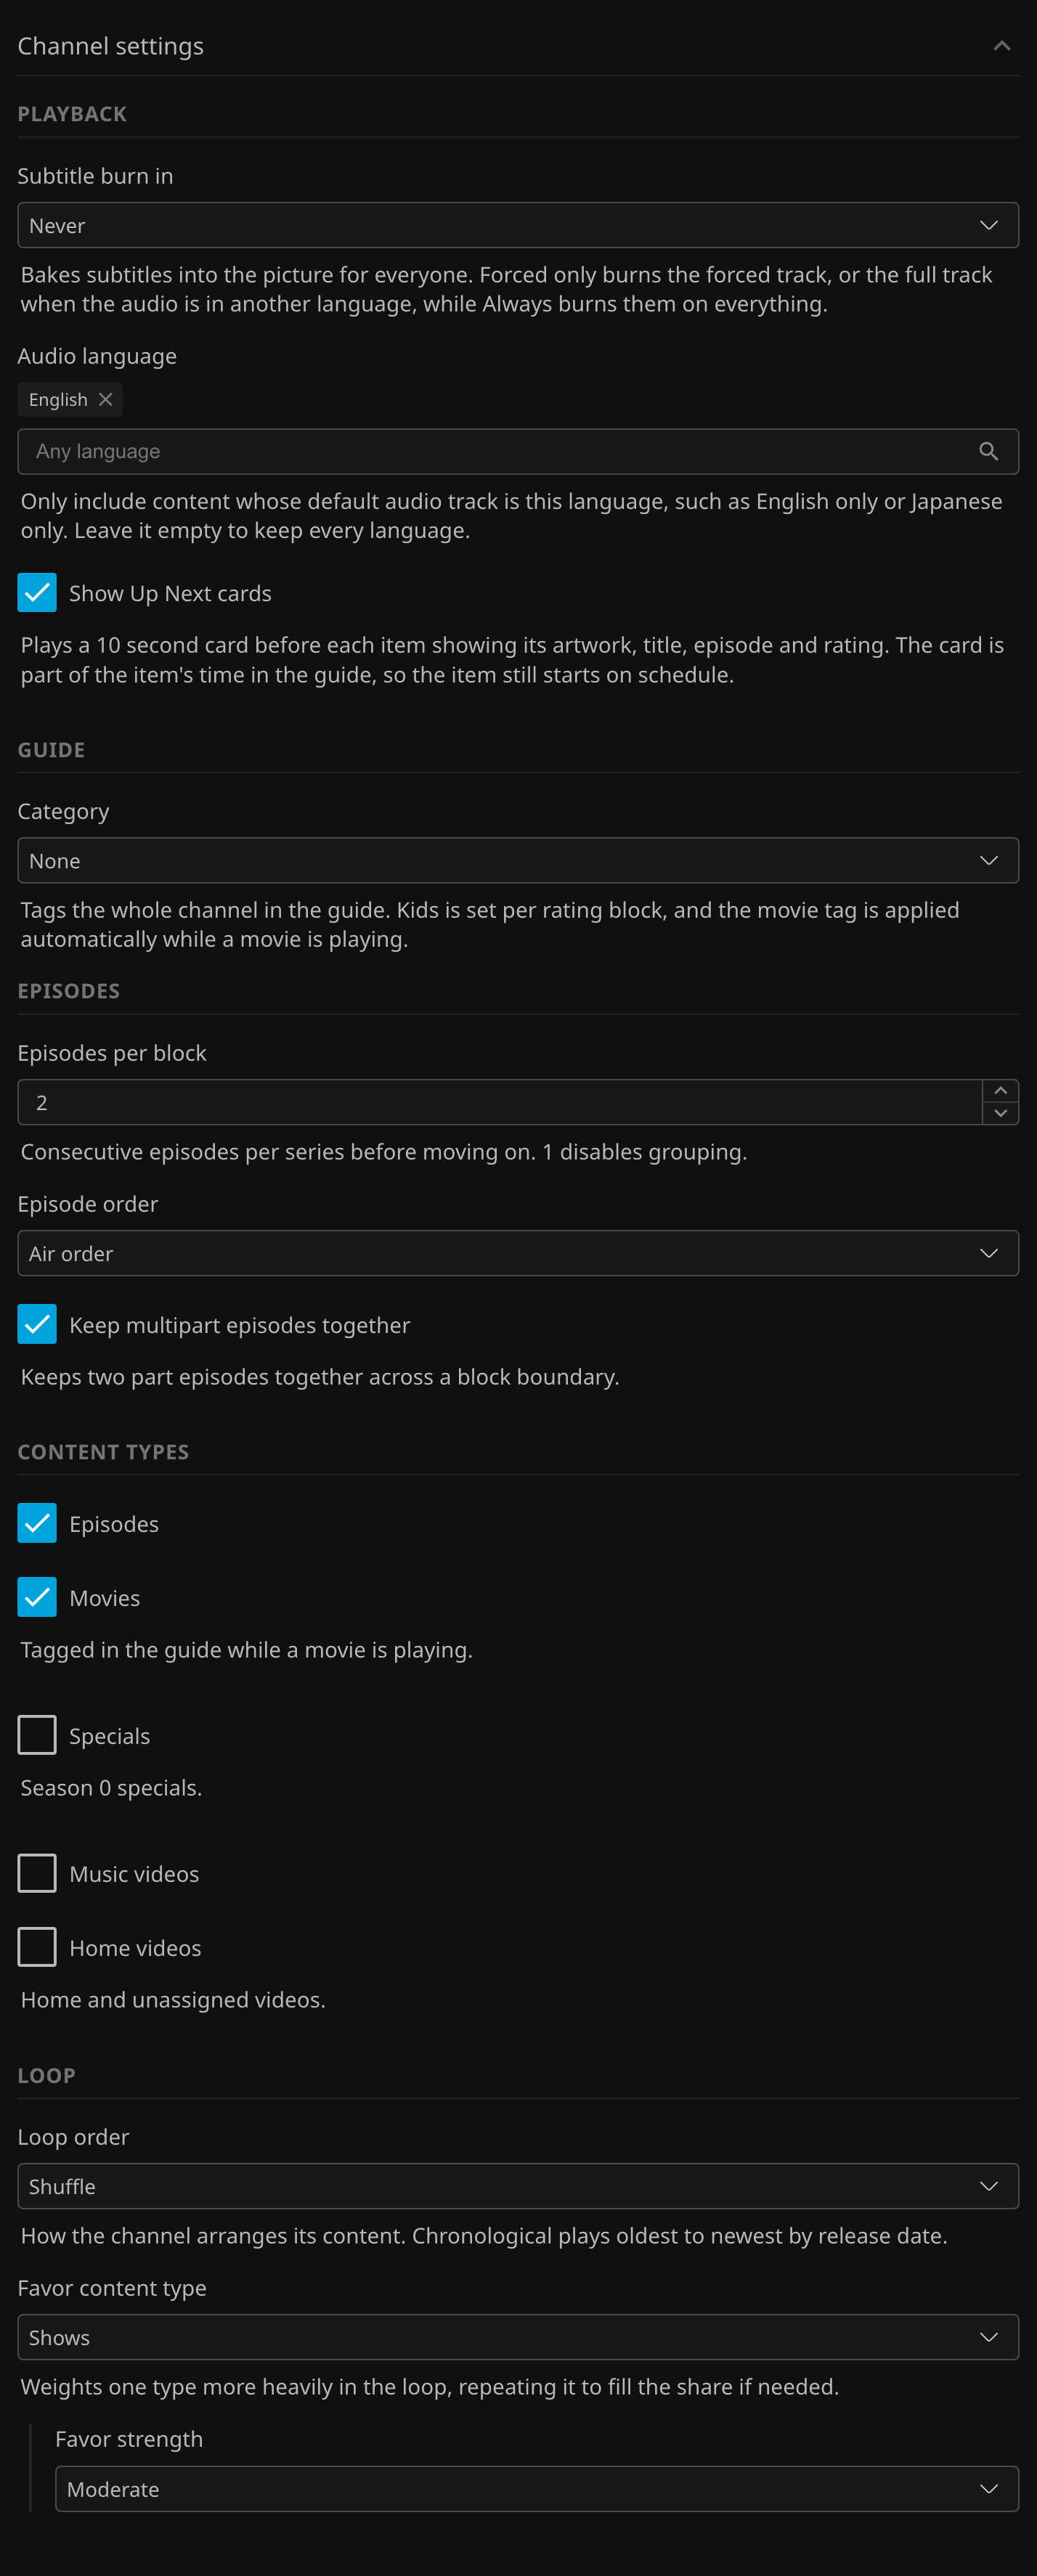 Channel settings
PLAYBACK
Subtitle burn in
Never
Bakes subtitles into the picture for everyone. Forced only burns the forced track, or the full track
when the audio is in another language, while Always burns them on everything.
Audio language
English
Any language
Only include content whose default audio track is this language, such as English only or Japanese
only. Leave it empty to keep every language.
Show Up Next cards
Plays a 10 second card before each item showing its artwork, title, episode and rating. The card is
part of the item's time in the guide, so the item still starts on schedule.
GUIDE
Category
None
Tags the whole channel in the guide. Kids is set per rating block, and the movie tag is applied
automatically while a movie is playing.
EPISODES
Episodes per block
2
Consecutive episodes per series before moving on. 1 disables grouping.
Episode order
Air order
Keep multipart episodes together
Keeps two part episodes together across a block boundary.
CONTENT TYPES
Episodes
Movies
Tagged in the guide while a movie is playing.
Specials
Season 0 specials.
Music videos
Home videos
Home and unassigned videos.
LOOP
Loop order
Shuffle
How the channel arranges its content. Chronological plays oldest to newest by release date.
Favor content type
Shows
Weights one type more heavily in the loop, repeating it to fill the share if needed.
Favor strength
Moderate